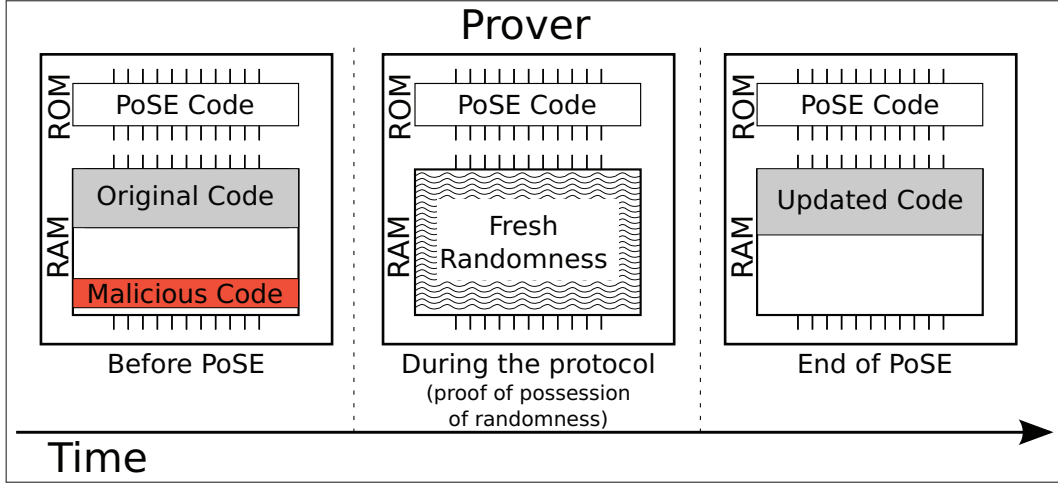 Prover
ROM
PoSE Code
RAM
Original Code
Malicious Code
Before PoSE
ROM
PoSE Code
RAM
Fresh
Randomness
During the protocol
(proof of possession
of randomness)
ROM
PoSE Code
RAM
Updated Code
End of PoSE
Time